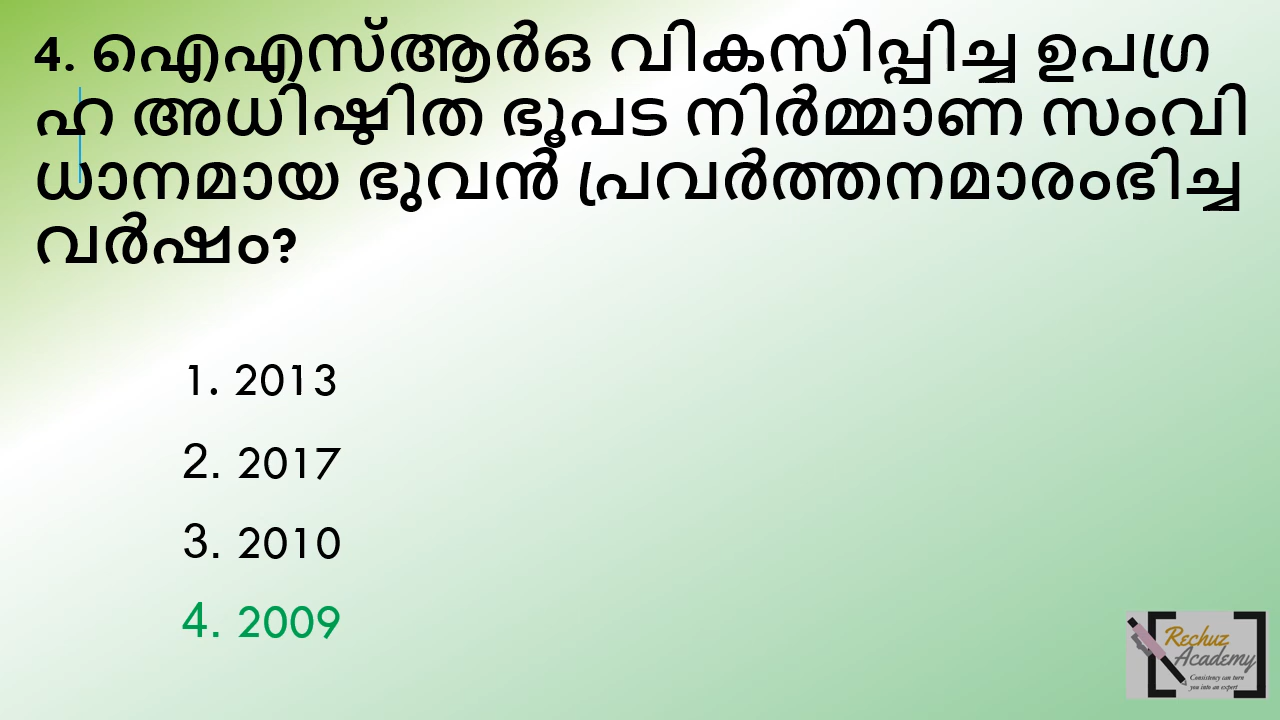 4. ഐഎസ്ആർഒ വികസിപ്പിച്ച ഉപഗ്ര
ഹ അധിഷ്ഠിത ഭൂപട നിർമ്മാണ സംവി
ധാനമായ ഭുവൻ പ്രവർത്തനമാരംഭിച്ച
വർഷം?
1. 2013
2. 2017
3. 2010
4. 2009
Rechuz
Academy
Consistency can turn
you into an expert